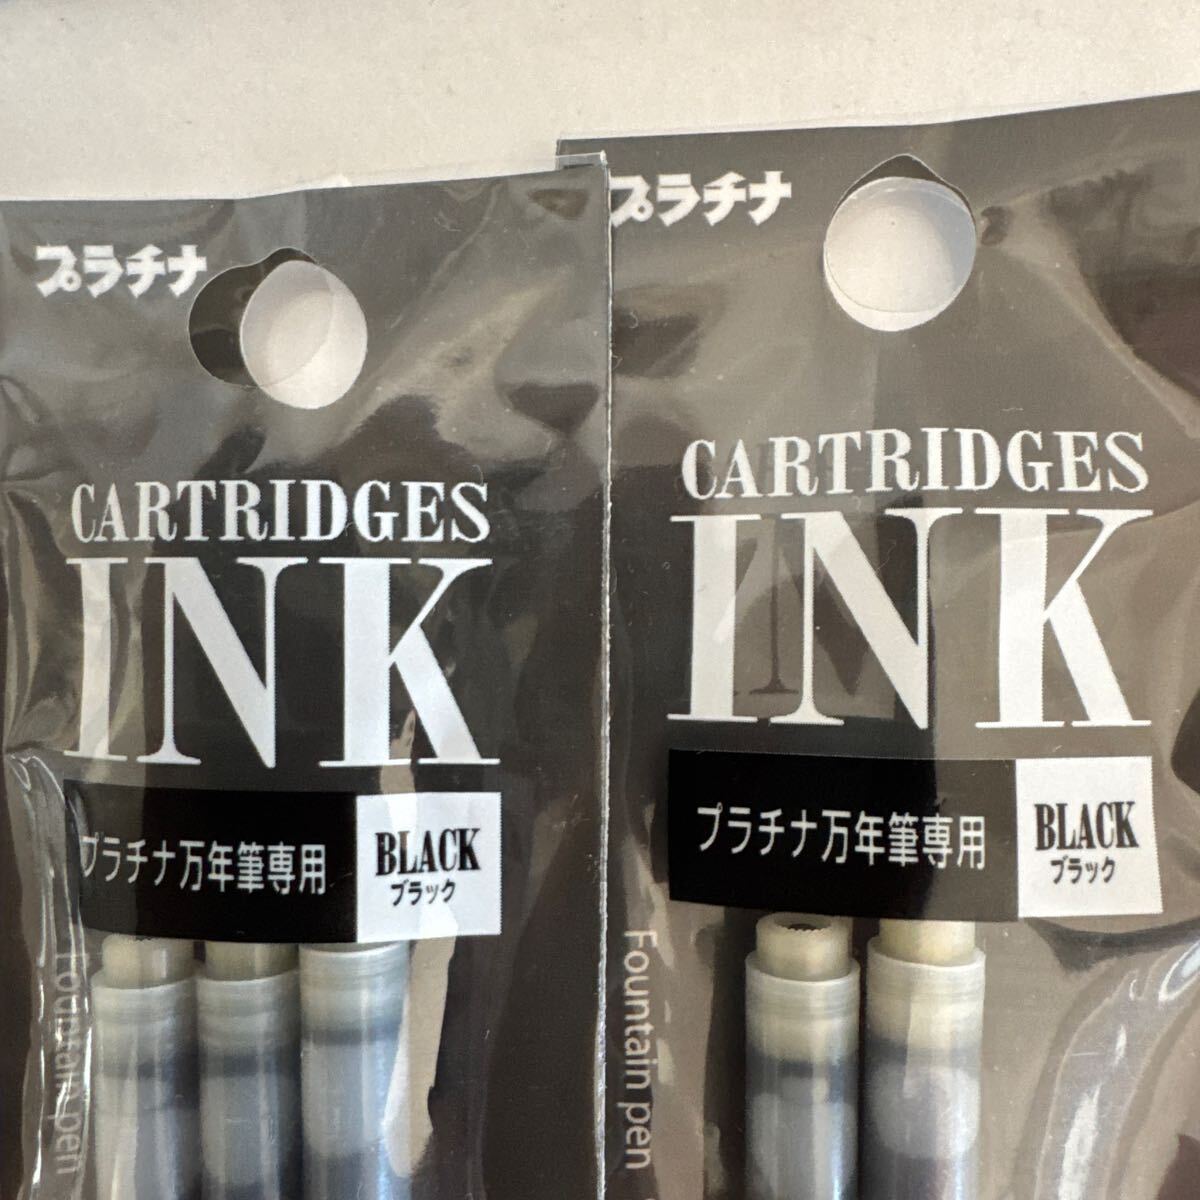 プラチナ
CARTRIDGES
INK
プラチナ万年筆専用
BLACK
ブラック
Fountain pen
プラチナ
CARTRIDGES
INK
プラチナ万年筆専用
BLACK
ブラック
Fountain pen